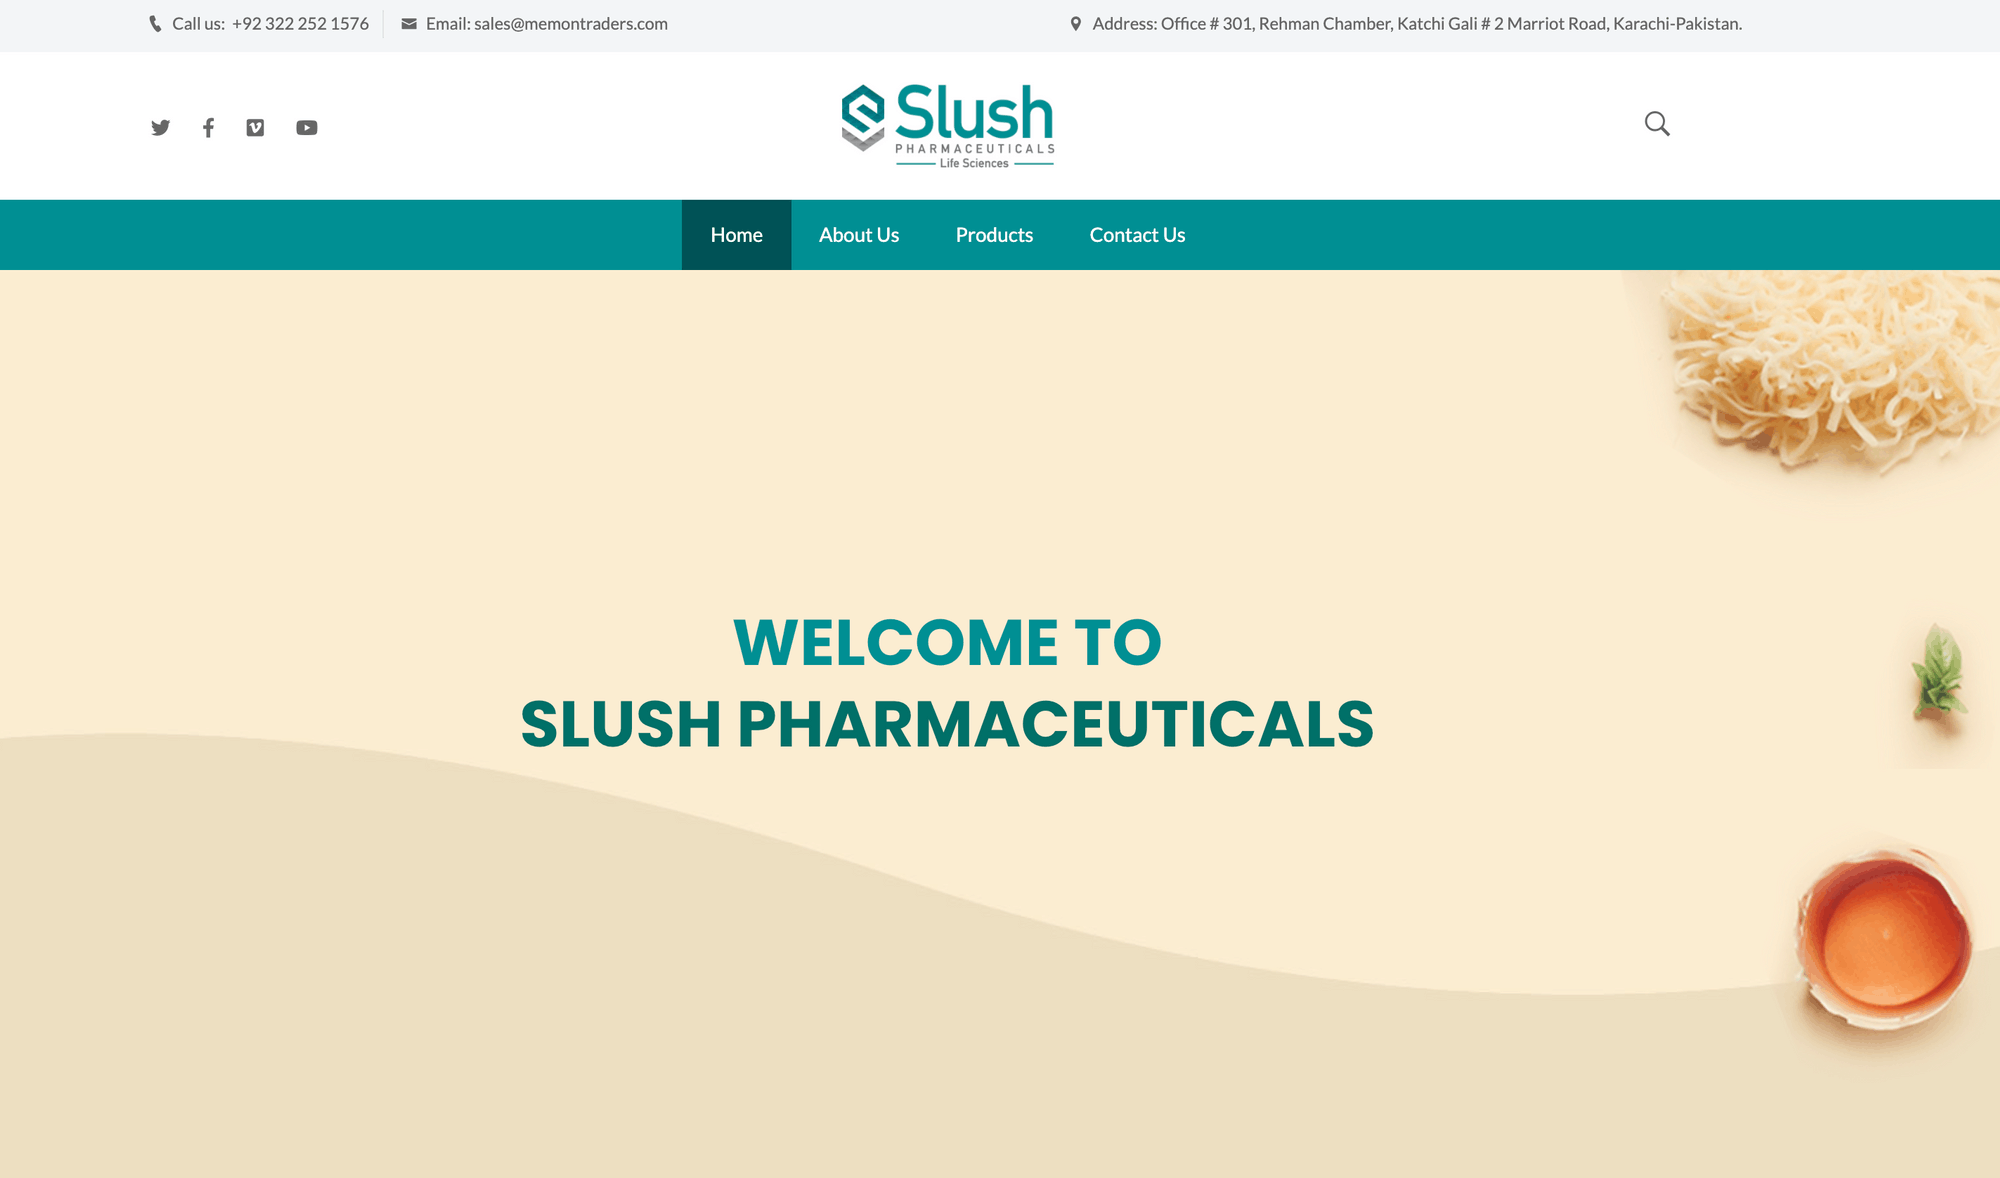 Call us: +92 322 252 1576
Email: sales@memontraders.com
Address: Office # 301, Rehman Chamber, Katchi Gali # 2 Marriot Road, Karachi-Pakistan.
Slush
PHARMACEUTICALS
Life Sciences
Home
About Us
Products
Contact Us
WELCOME TO
SLUSH PHARMACEUTICALS